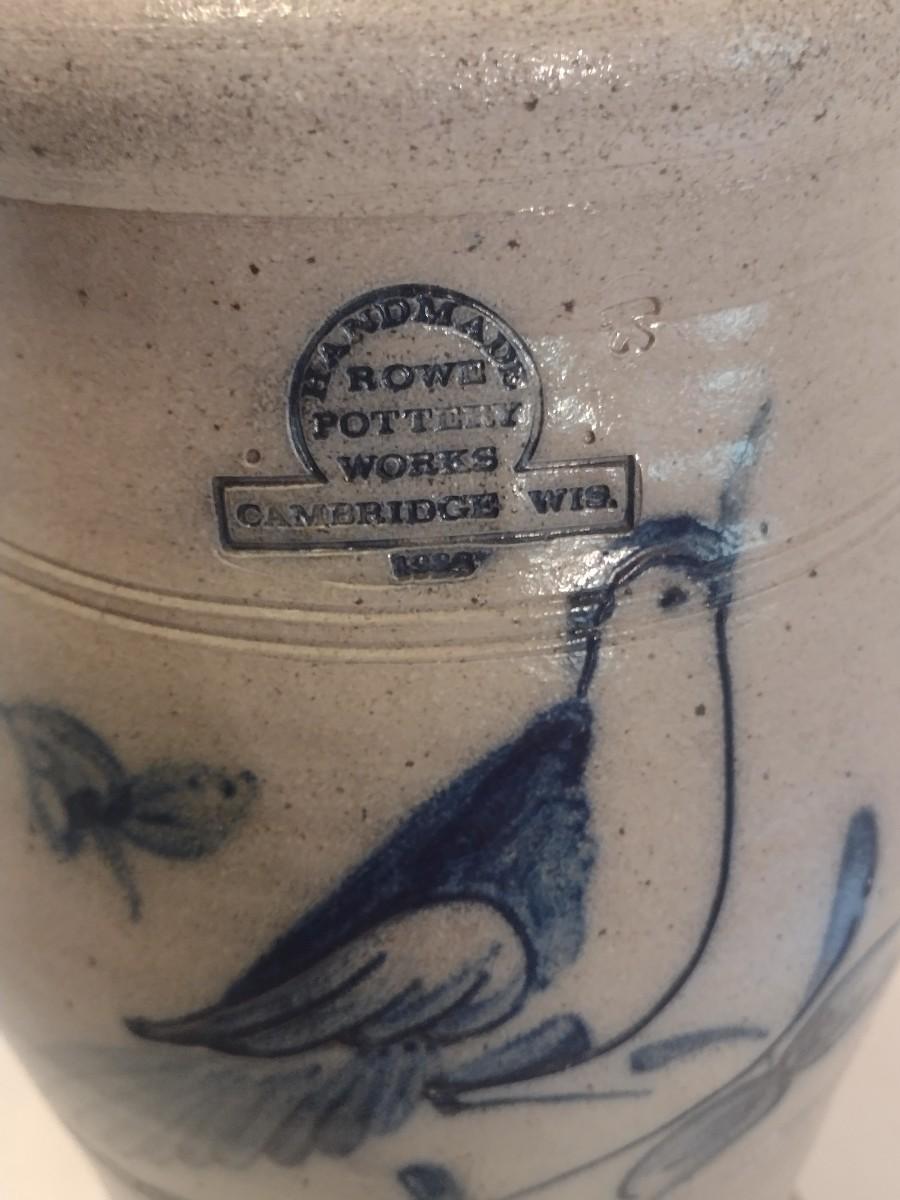 HANDMADE
ROWE
POTTERY
WORKS
CAMBRIDGE WIS.